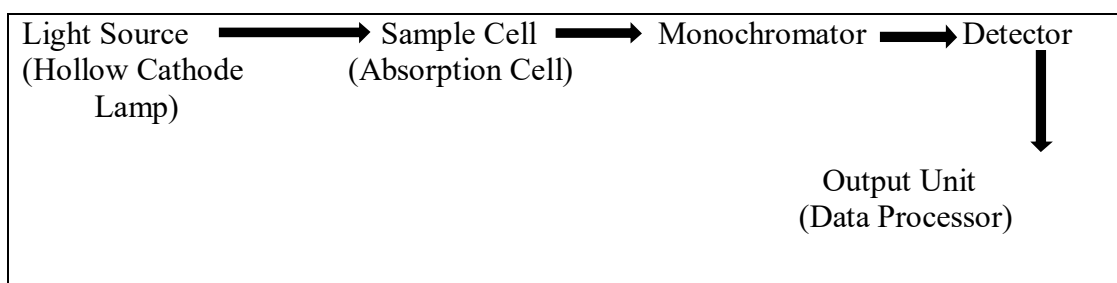 Light Source Sample Cell Monochromator Detector
(Hollow Cathode (Absorption Cell)
Lamp)
Output Unit
(Data Processor)